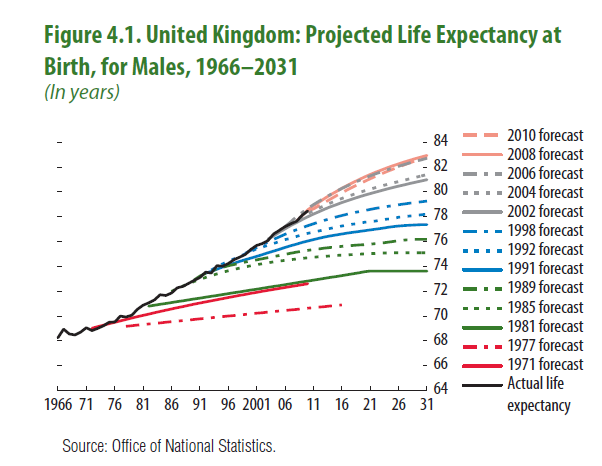 Figure 4.1. United Kingdom: Projected Life Expectancy at
Birth, for Males, 1966–2031
(In years)
84
82
80
78
76
74
72
70
68
66
64
1966 71 76 81 86 91 96 2001 06 11 16 21 26 31
2010 forecast
2008 forecast
2006 forecast
2004 forecast
2002 forecast
1998 forecast
1992 forecast
1991 forecast
1989 forecast
1985 forecast
1981 forecast
1977 forecast
1971 forecast
Actual life
expectancy
Source: Office of National Statistics.